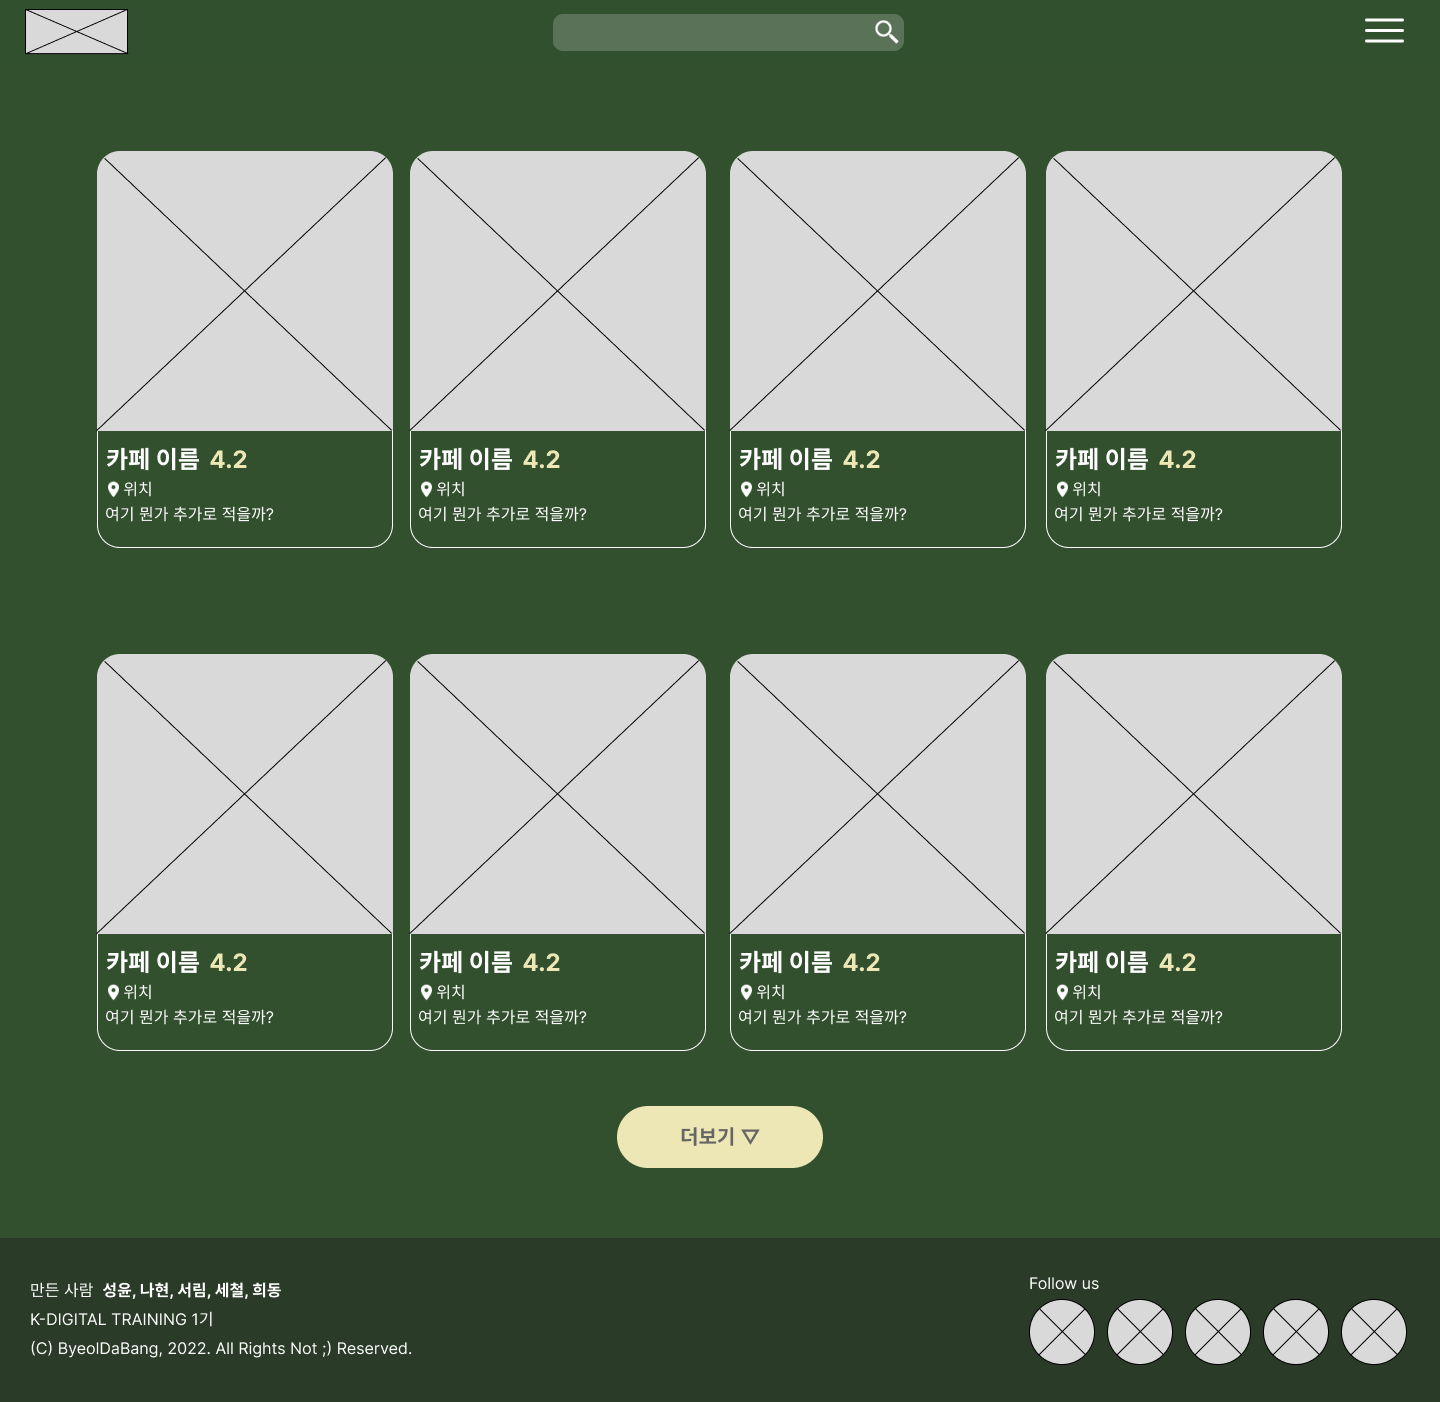 카페 이름 4.2
위치
여기 뭔가 추가로 적을까?
카페 이름 4.2
위치
여기 뭔가 추가로 적을까?
카페 이름 4.2
위치
여기 뭔가 추가로 적을까?
카페 이름 4.2
위치
여기 뭔가 추가로 적을까?
카페 이름 4.2
위치
여기 뭔가 추가로 적을까?
카페 이름 4.2
위치
여기 뭔가 추가로 적을까?
카페 이름 4.2
위치
여기 뭔가 추가로 적을까?
카페 이름 4.2
위치
여기 뭔가 추가로 적을까?
더보기 ▽
만든 사람 성윤, 나현, 서림, 세철, 희동
K-DIGITAL TRAINING 1기
(C) ByeolDaBang, 2022. All Rights Not ;) Reserved.
Follow us